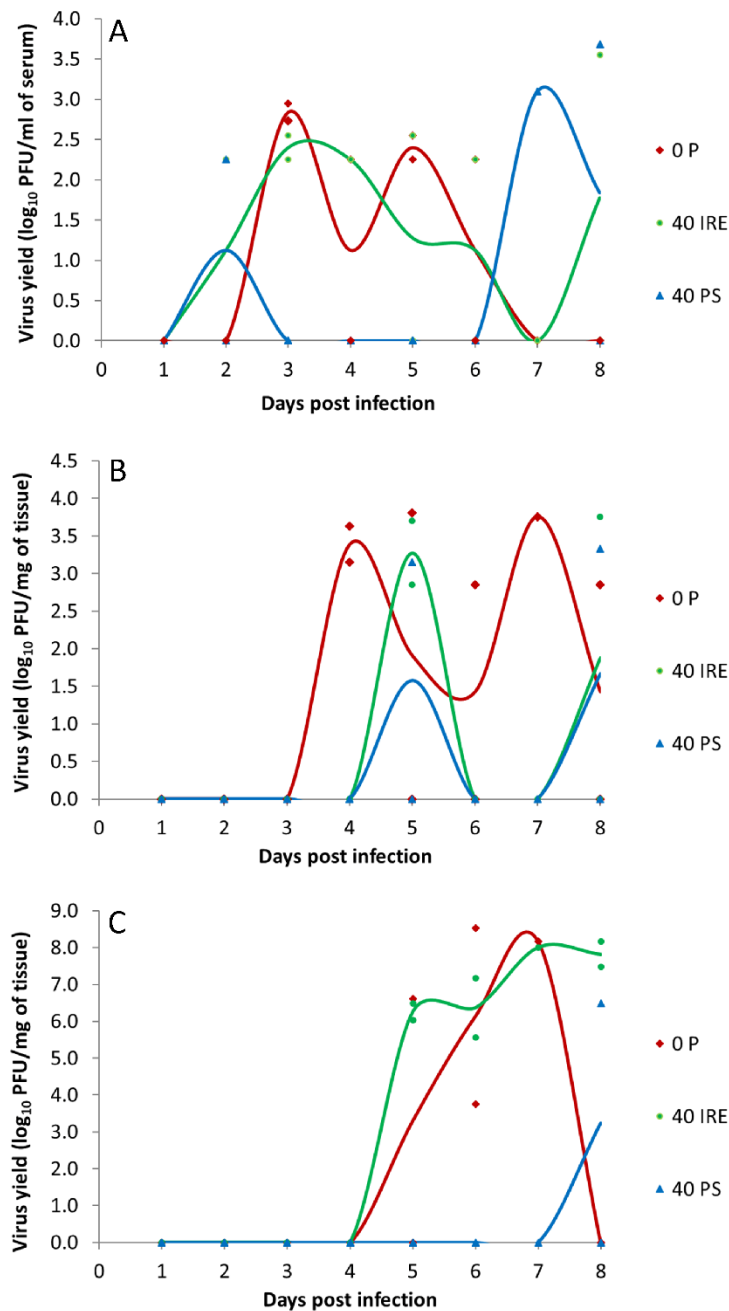 A
Virus yield (log₁₀ PFU/ml of serum)
4.0
3.5
3.0
2.5
2.0
1.5
1.0
0.5
0.0
0 1 2 3 4 5 6 7 8
Days post infection
0 P
40 IRE
40 PS
B
Virus yield (log₁₀ PFU/mg of tissue)
4.5
4.0
3.5
3.0
2.5
2.0
1.5
1.0
0.5
0.0
0 1 2 3 4 5 6 7 8
Days post infection
0 P
40 IRE
40 PS
C
Virus yield (log₁₀ PFU/mg of tissue)
9.0
8.0
7.0
6.0
5.0
4.0
3.0
2.0
1.0
0.0
0 1 2 3 4 5 6 7 8
Days post infection
0 P
40 IRE
40 PS